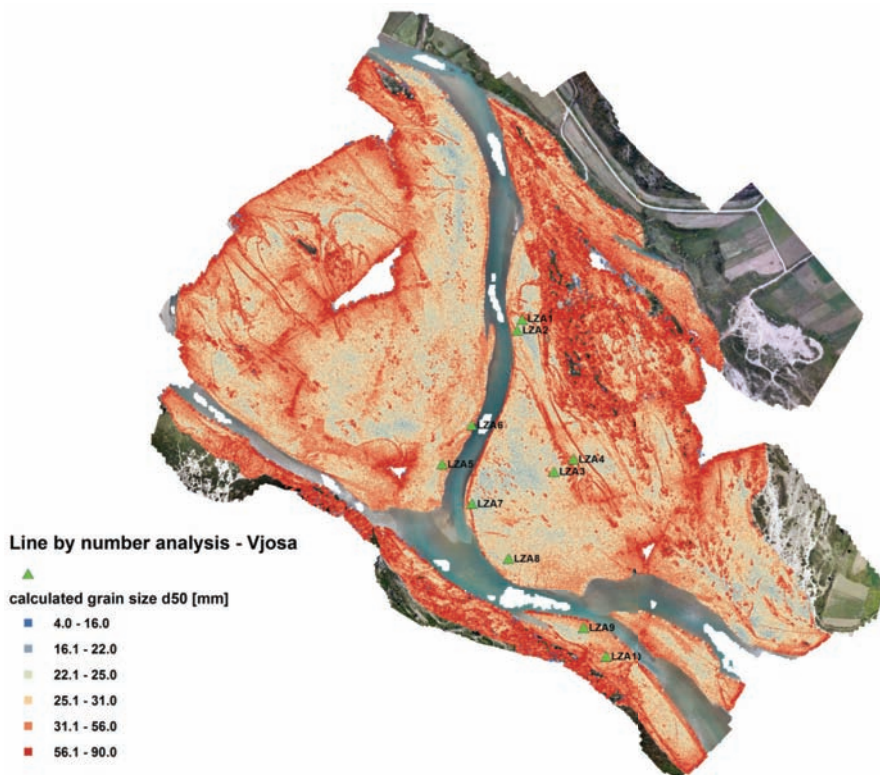 LZA1
LZA2
LZA6
LZA4
LZA5
LZA3
LZA7
LZA8
LZA9
Line by number analysis - Vjosa
calculated grain size d50 [mm]
4.0 - 16.0
16.1 - 22.0
22.1 - 25.0
25.1 - 31.0
31.1 - 56.0
56.1 - 90.0